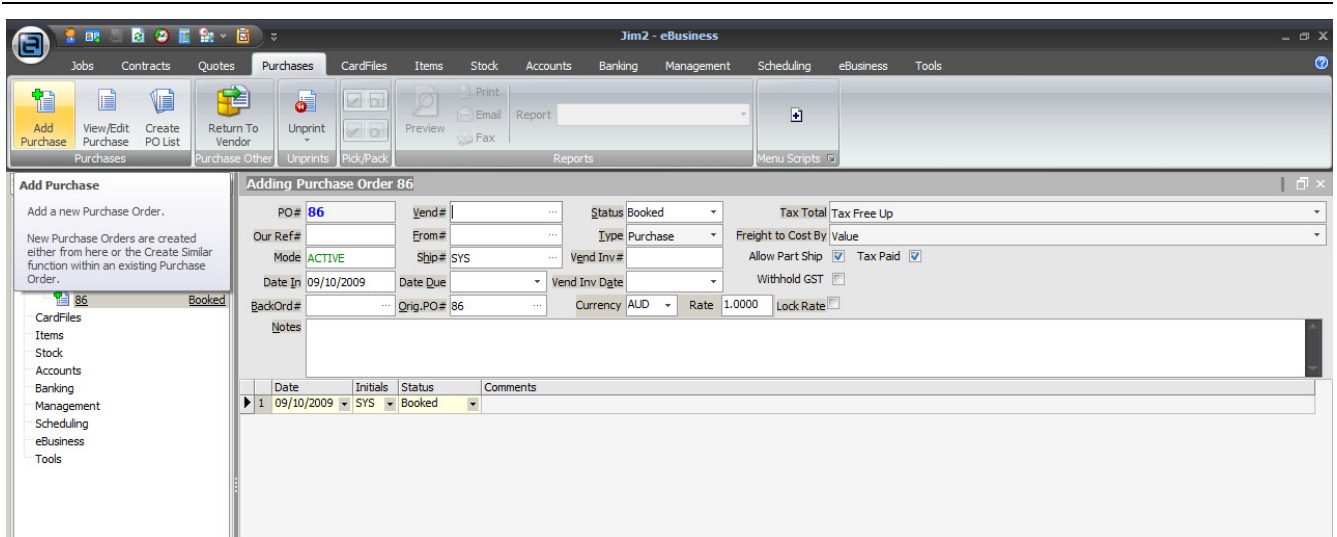 Jim2 - eBusiness
Jobs Contracts Quotes Purchases CardFiles Items Stock Accounts Banking Management Scheduling eBusiness Tools
Add Purchase
View/Edit Purchase
Create PO List
Return To Vendor
Unprint
Preview
Print
Email
Fax
Report
Purchases Purchase Other Unprints Pick/Pack Reports Menu Scripts
Add Purchase
Add a new Purchase Order.
New Purchase Orders are created
either from here or the Create Similar
function within an existing Purchase
Order.
86 Booked
CardFiles
Items
Stock
Accounts
Banking
Management
Scheduling
eBusiness
Tools
Adding Purchase Order 86
PO# 86 Vend# Status Booked Tax Total Tax Free Up
Our Ref# From# Type Purchase Freight to Cost By Value
Mode ACTIVE Ship# SYS Vend Inv# Allow Part Ship Tax Paid
Date In 09/10/2009 Date Due Vend Inv Date Withhold GST
BackOrd# Orig.PO# 86 Currency AUD Rate 1.0000 Lock Rate
Notes
Date Initials Status Comments
1 09/10/2009 SYS Booked